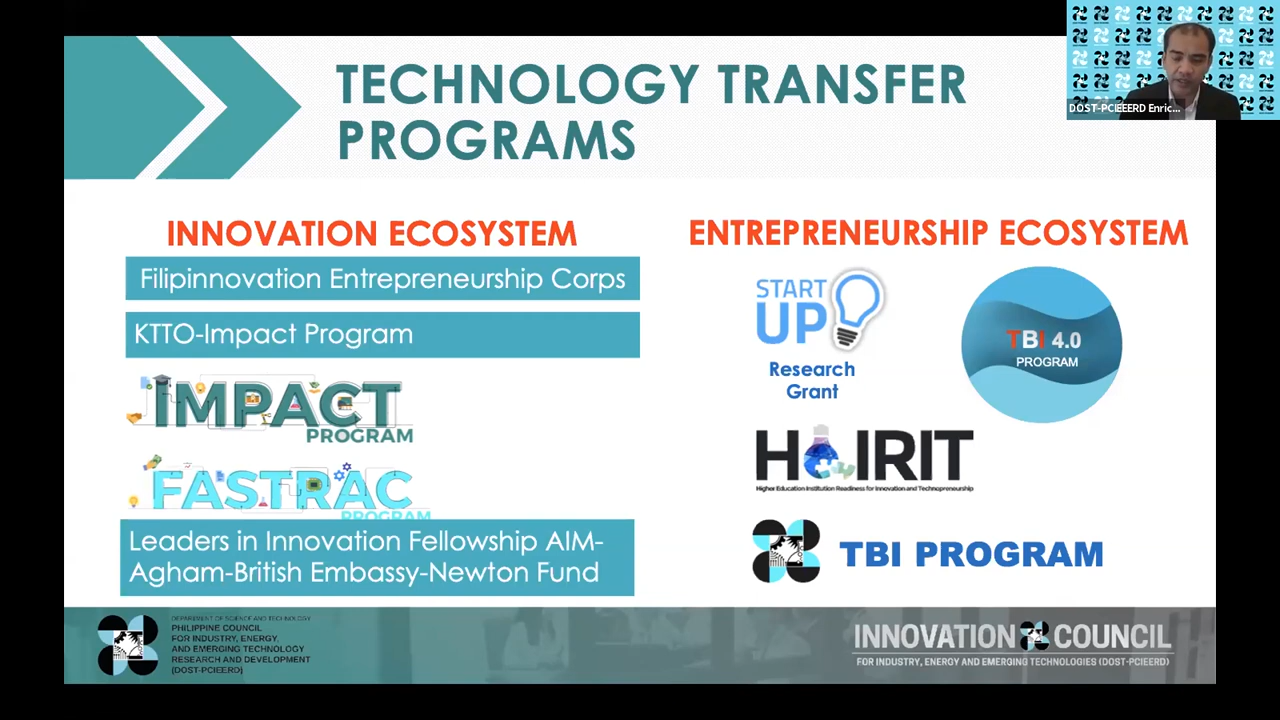 TECHNOLOGY TRANSFER
PROGRAMS
DOST-PCIEERD Enric...
INNOVATION ECOSYSTEM
Filipinnovation Entrepreneurship Corps
KTTO-Impact Program
IMPACT
PROGRAM
FASTRAC
PROGRAM
Leaders in Innovation Fellowship AIM-
Agham-British Embassy-Newton Fund
ENTREPRENEURSHIP ECOSYSTEM
START
UP
Research
Grant
TBI 4.0
PROGRAM
HEIRIT
Higher Education Institution Readiness for Innovation and Technopreneurship
TBI PROGRAM
DEPARTMENT OF SCIENCE AND TECHNOLOGY
PHILIPPINE COUNCIL
FOR INDUSTRY, ENERGY,
AND EMERGING TECHNOLOGY
RESEARCH AND DEVELOPMENT
(DOST-PCIEERD)
INNOVATION COUNCIL
FOR INDUSTRY, ENERGY AND EMERGING TECHNOLOGIES (DOST-PCIEERD)